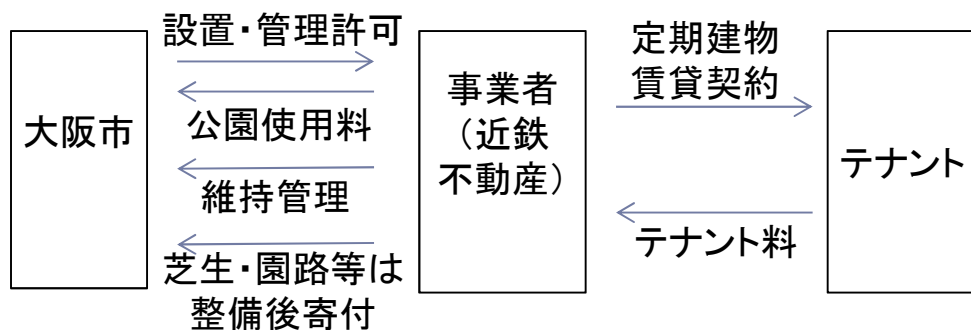 大阪市
設置・管理許可
公園使用料
維持管理
芝生・園路等は
整備後寄付
事業者
（近鉄
不動産）
定期建物
賃貸契約
テナント料
テナント